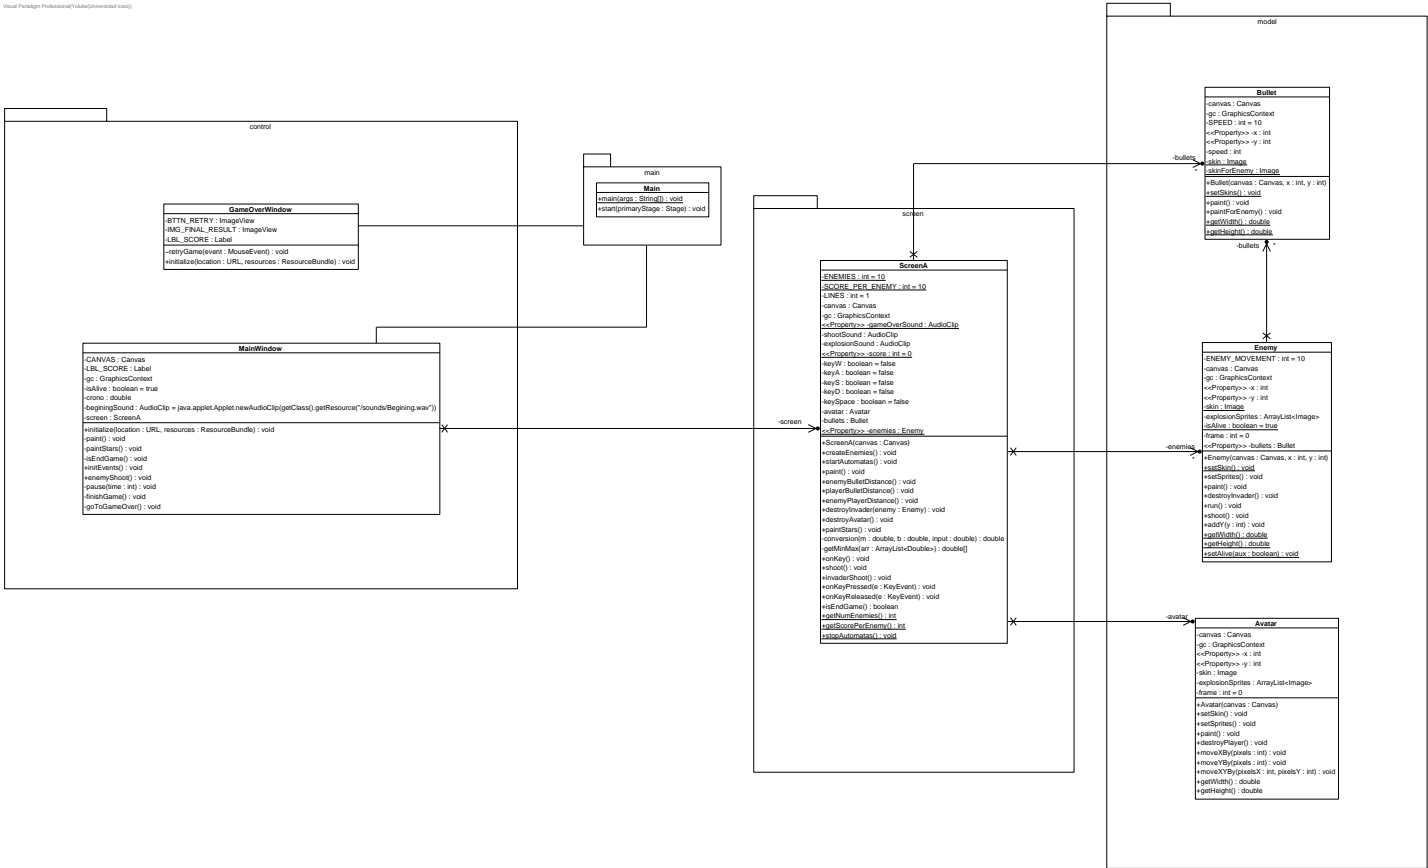 Visual Paradigm Professional(Yuluka(Universidad Icesi))
control
GameOverWindow
-BTTN_RETRY : ImageView
-IMG_FINAL_RESULT : ImageView
-LBL_SCORE : Label
~retryGame(event : MouseEvent) : void
+initialize(location : URL, resources : ResourceBundle) : void
MainWindow
-CANVAS : Canvas
-LBL_SCORE : Label
-gc : GraphicsContext
-isAlive : boolean = true
-crono : double
-beginingSound : AudioClip = java.applet.Applet.newAudioClip(getClass().getResource("/sounds/Begining.wav"))
-screen : ScreenA
+initialize(location : URL, resources : ResourceBundle) : void
-paint() : void
-paintStars() : void
-isEndGame() : void
+initEvents() : void
+enemyShoot() : void
-pause(time : int) : void
-finishGame() : void
-goToGameOver() : void
main
Main
+main(args : String[]) : void
+start(primaryStage : Stage) : void
screen
ScreenA
-ENEMIES : int = 10
-SCORE_PER_ENEMY : int = 10
-LINES : int = 1
-canvas : Canvas
-gc : GraphicsContext
<<Property>> -gameOverSound : AudioClip
-shootSound : AudioClip
-explosionSound : AudioClip
<<Property>> -score : int = 0
-keyW : boolean = false
-keyA : boolean = false
-keyS : boolean = false
-keyD : boolean = false
-keySpace : boolean = false
-avatar : Avatar
-bullets : Bullet
<<Property>> -enemies : Enemy
+ScreenA(canvas : Canvas)
+createEnemies() : void
+startAutomatas() : void
+paint() : void
+enemyBulletDistance() : void
+playerBulletDistance() : void
+enemyPlayerDistance() : void
+destroyInvader(enemy : Enemy) : void
+destroyAvatar() : void
+paintStars() : void
-conversion(m : double, b : double, input : double) : double
-getMinMax(arr : ArrayList<Double>) : double[]
+onKey() : void
+shoot() : void
+invaderShoot() : void
+onKeyPressed(e : KeyEvent) : void
+onKeyReleased(e : KeyEvent) : void
+isEndGame() : boolean
+getNumEnemies() : int
+getScorePerEnemy() : int
+stopAutomatas() : void
-screen
-bullets
*
-enemies
*
-avatar
model
Bullet
-canvas : Canvas
-gc : GraphicsContext
-SPEED : int = 10
<<Property>> -x : int
<<Property>> -y : int
-speed : int
-skin : Image
-skinForEnemy : Image
+Bullet(canvas : Canvas, x : int, y : int)
+setSkins() : void
+paint() : void
+paintForEnemy() : void
+getWidth() : double
+getHeight() : double
-bullets
*
Enemy
-ENEMY_MOVEMENT : int = 10
-canvas : Canvas
-gc : GraphicsContext
<<Property>> -x : int
<<Property>> -y : int
-skin : Image
-explosionSprites : ArrayList<Image>
-isAlive : boolean = true
-frame : int = 0
<<Property>> -bullets : Bullet
+Enemy(canvas : Canvas, x : int, y : int)
+setSkin() : void
+setSprites() : void
+paint() : void
+destroyInvader() : void
+run() : void
+shoot() : void
+addY(y : int) : void
+getWidth() : double
+getHeight() : double
+setAlive(aux : boolean) : void
Avatar
-canvas : Canvas
-gc : GraphicsContext
<<Property>> -x : int
<<Property>> -y : int
-skin : Image
-explosionSprites : ArrayList<Image>
-frame : int = 0
+Avatar(canvas : Canvas)
+setSkin() : void
+setSprites() : void
+paint() : void
+destroyPlayer() : void
+moveXBy(pixels : int) : void
+moveYBy(pixels : int) : void
+moveXYBy(pixelsX : int, pixelsY : int) : void
+getWidth() : double
+getHeight() : double